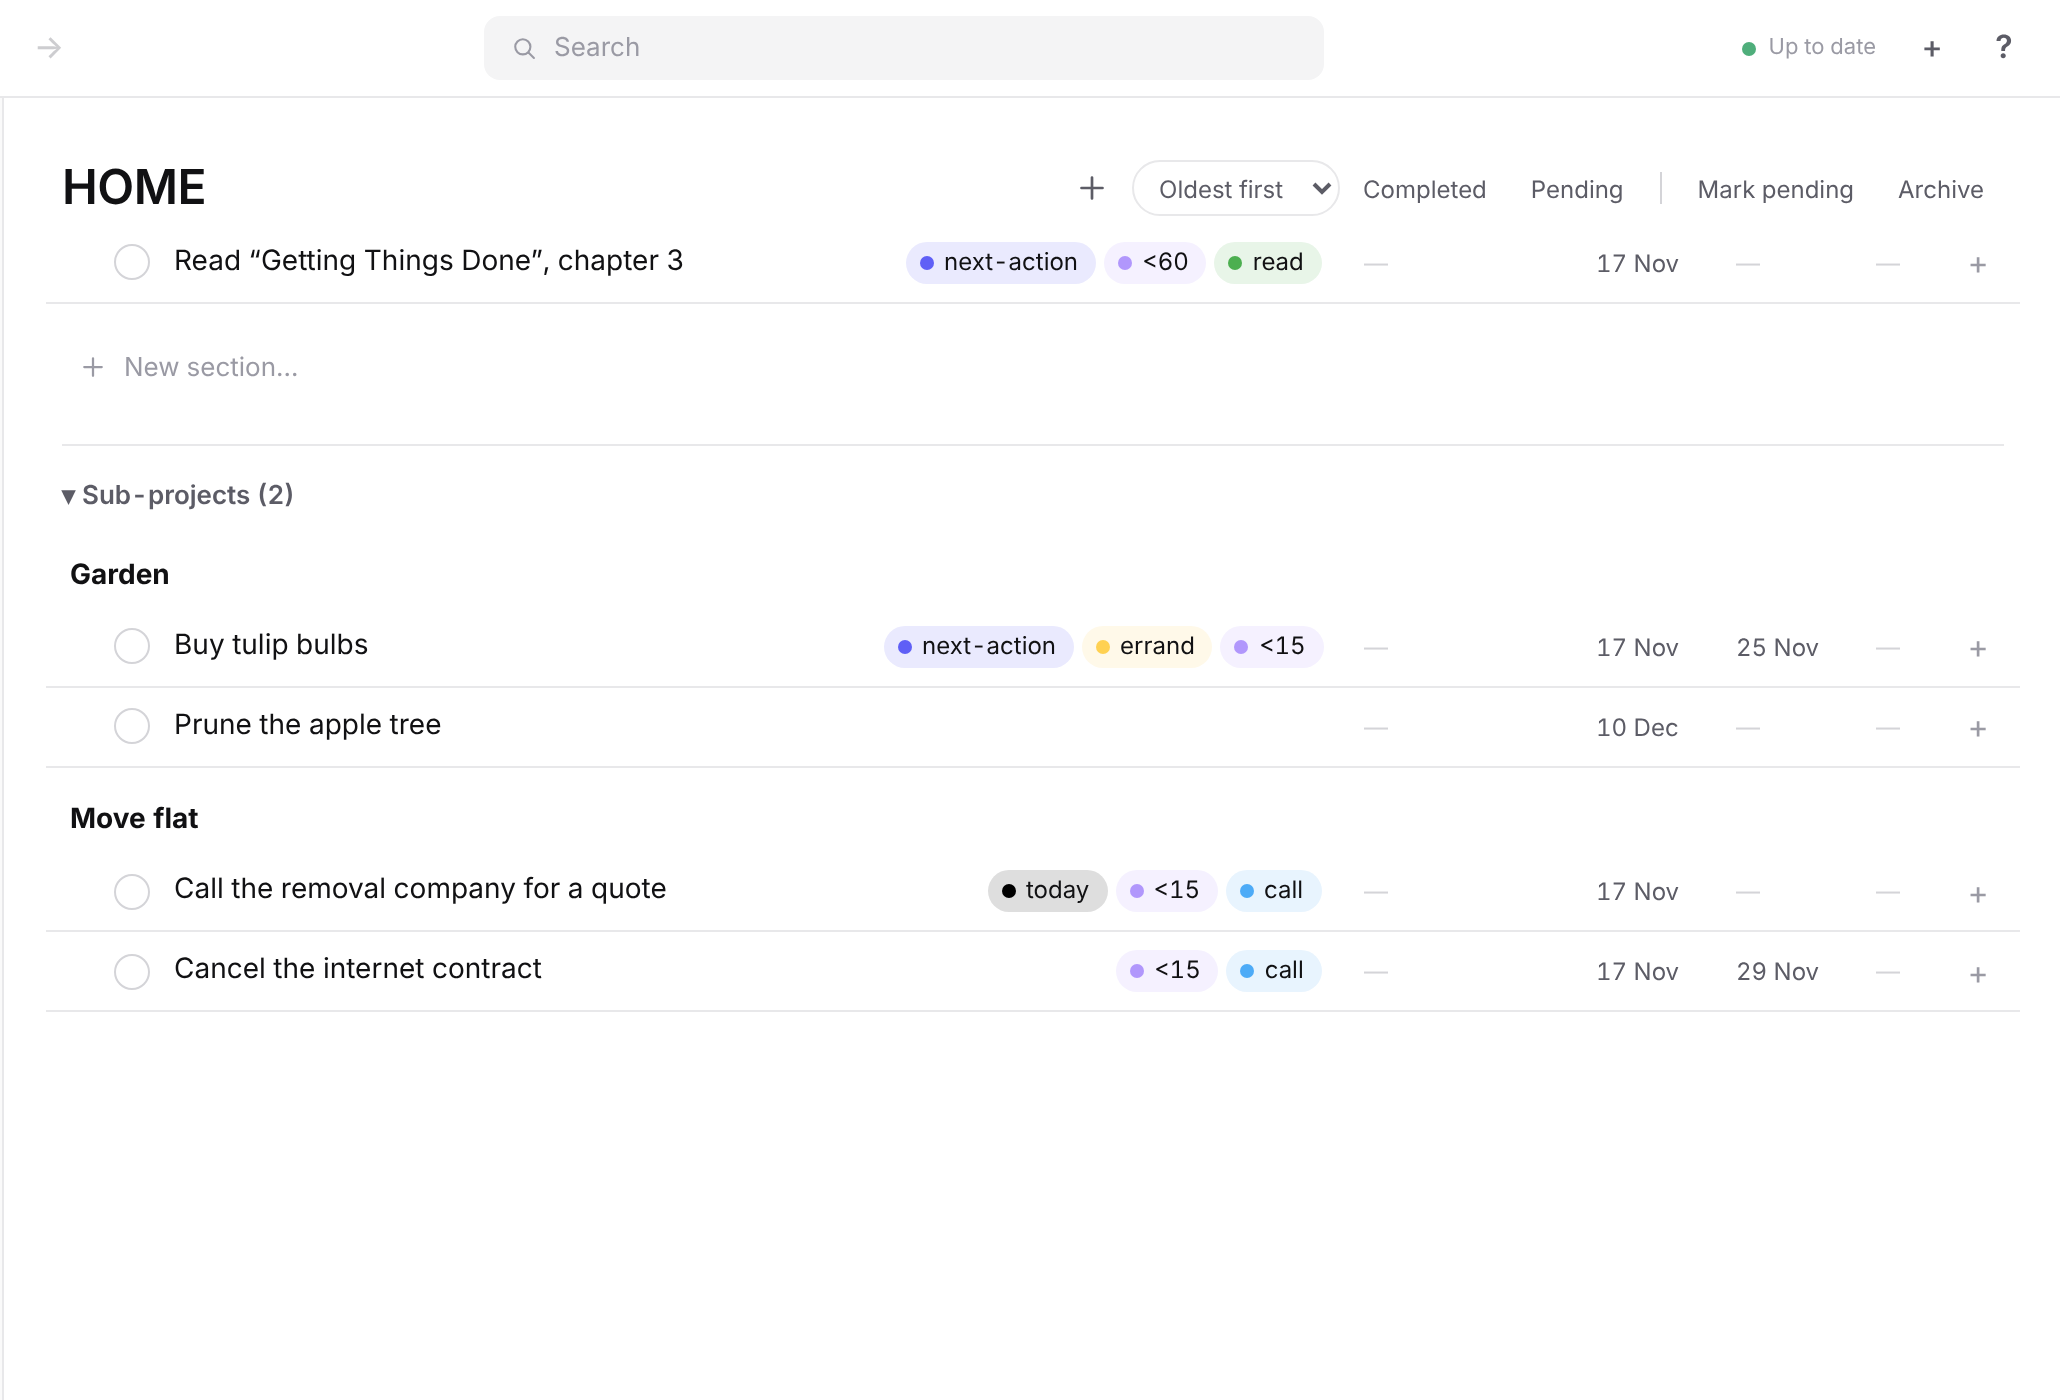 → Search Up to date + ?
HOME + Oldest first Completed Pending Mark pending Archive
Read “Getting Things Done”, chapter 3 next-action <60 read — 17 Nov — — +
+ New section...
▾ Sub-projects (2)
Garden
Buy tulip bulbs next-action errand <15 — 17 Nov 25 Nov — +
Prune the apple tree — 10 Dec — — +
Move flat
Call the removal company for a quote today <15 call — 17 Nov — — +
Cancel the internet contract <15 call — 17 Nov 29 Nov — +